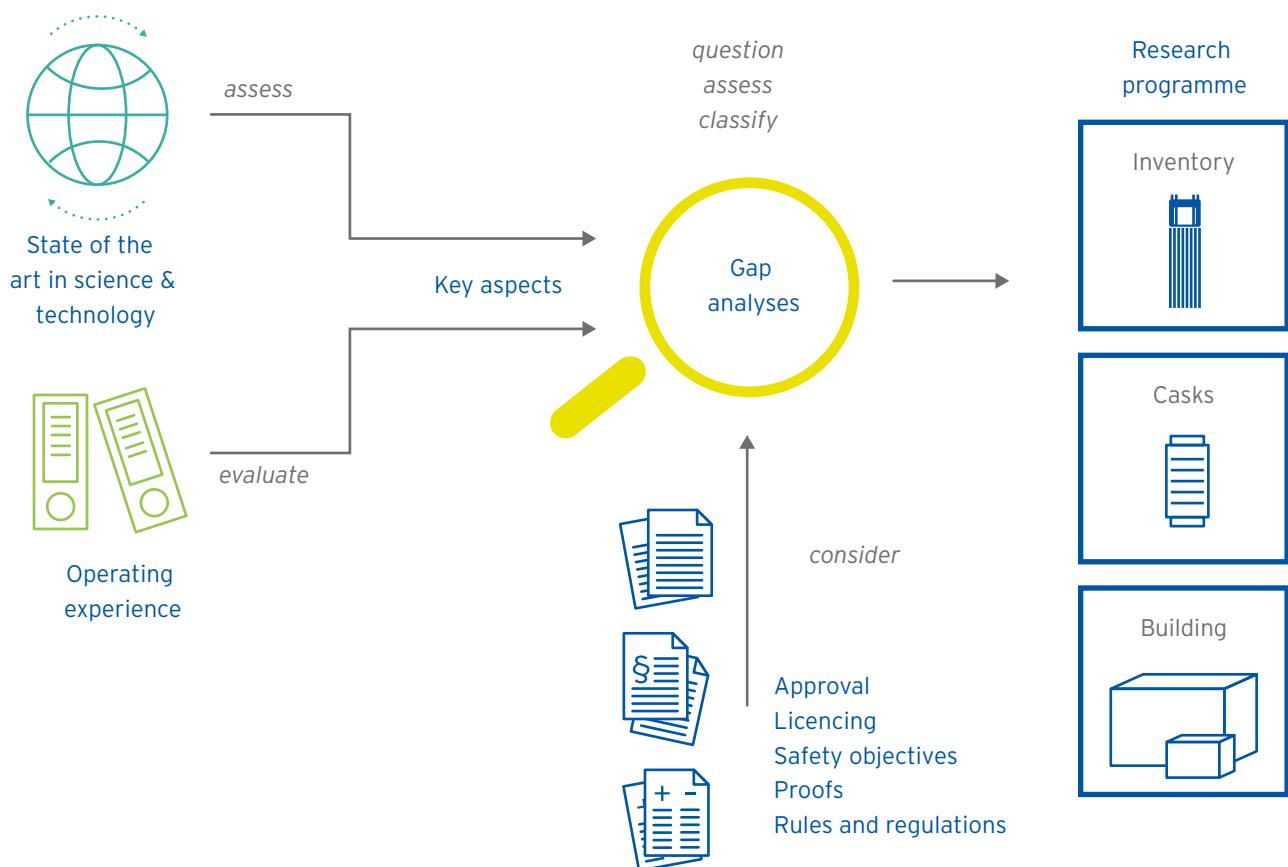 assess
State of the
art in science &
technology
Key aspects
evaluate
Operating
experience
question
assess
classify
Gap
analyses
consider
§
+ -
Approval
Licencing
Safety objectives
Proofs
Rules and regulations
Research
programme
Inventory
Casks
Building